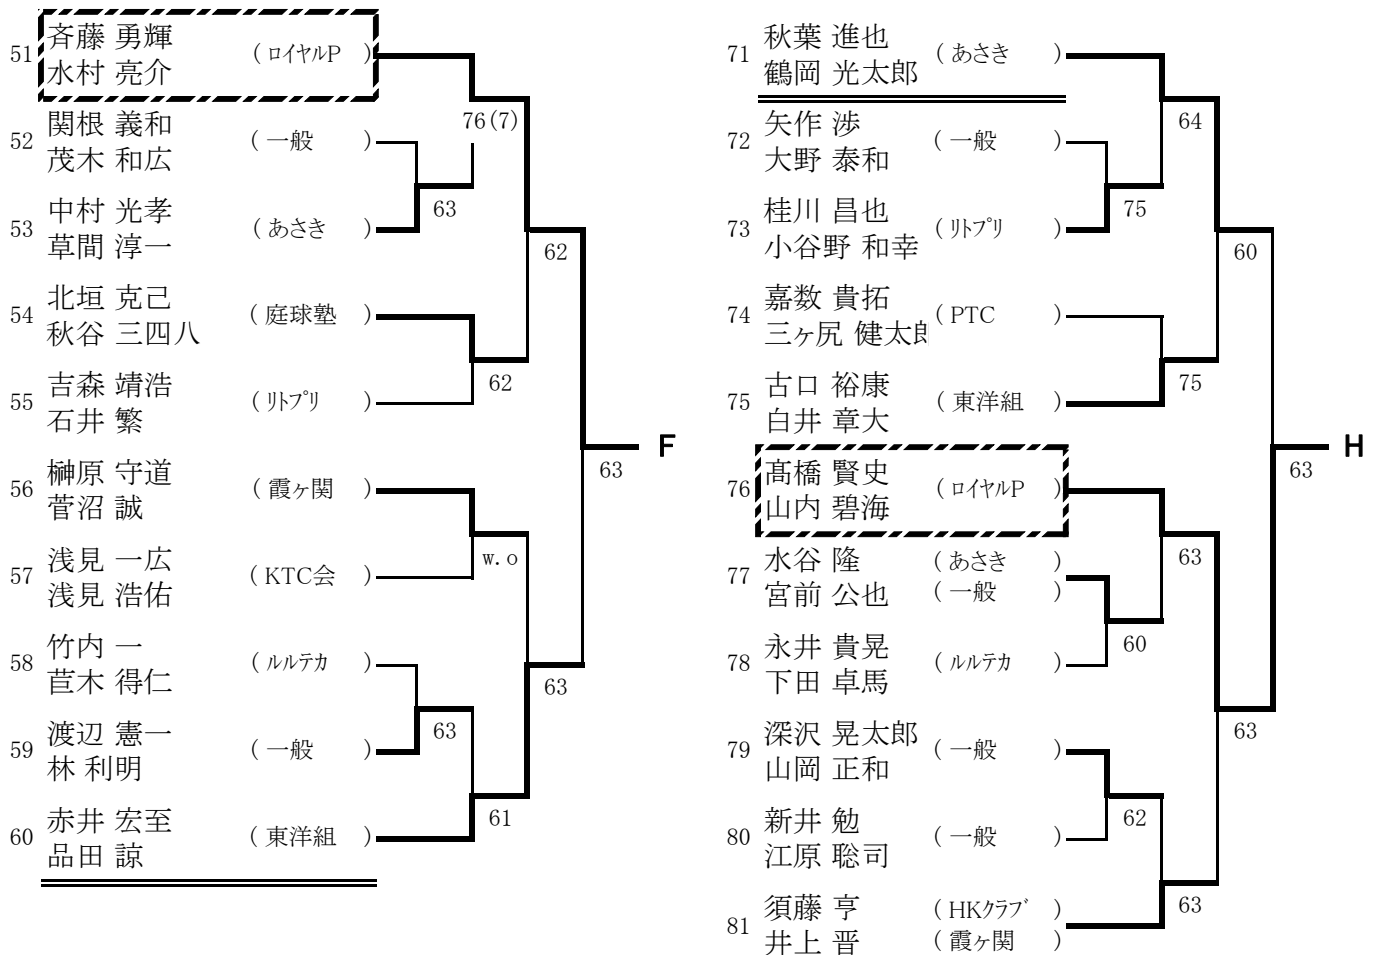 51 斉藤 勇輝 (ロイヤルP)
水村 亮介
76(7)
52 関根 義和 (一般)
茂木 和広
63
53 中村 光孝 (あさき)
草間 淳一
62
54 北垣 克己 (庭球塾)
秋谷 三四八
62
55 吉森 靖浩 (リトプリ)
石井 繁
F
63
56 榊原 守道 (霞ヶ関)
菅沼 誠
w.o
57 浅見 一広 (KTC会)
浅見 浩佑
58 竹内 一 (ルルテカ)
苣木 得仁
63
63
59 渡辺 憲一 (一般)
林 利明
61
60 赤井 宏至 (東洋組)
品田 諒
71 秋葉 進也 (あさき)
鶴岡 光太郎
64
72 矢作 渉 (一般)
大野 泰和
75
73 桂川 昌也 (リトプリ)
小谷野 和幸
60
74 嘉数 貴拓 (PTC)
三ヶ尻 健太郎
75
75 古口 裕康 (東洋組)
白井 章大
H
63
76 髙橋 賢史 (ロイヤルP)
山内 碧海
63
77 水谷 隆 (あさき)
宮前 公也 (一般)
60
78 永井 貴晃 (ルルテカ)
下田 卓馬
63
79 深沢 晃太郎 (一般)
山岡 正和
62
80 新井 勉 (一般)
江原 聡司
63
81 須藤 亨 (HKクラブ)
井上 晋 (霞ヶ関)